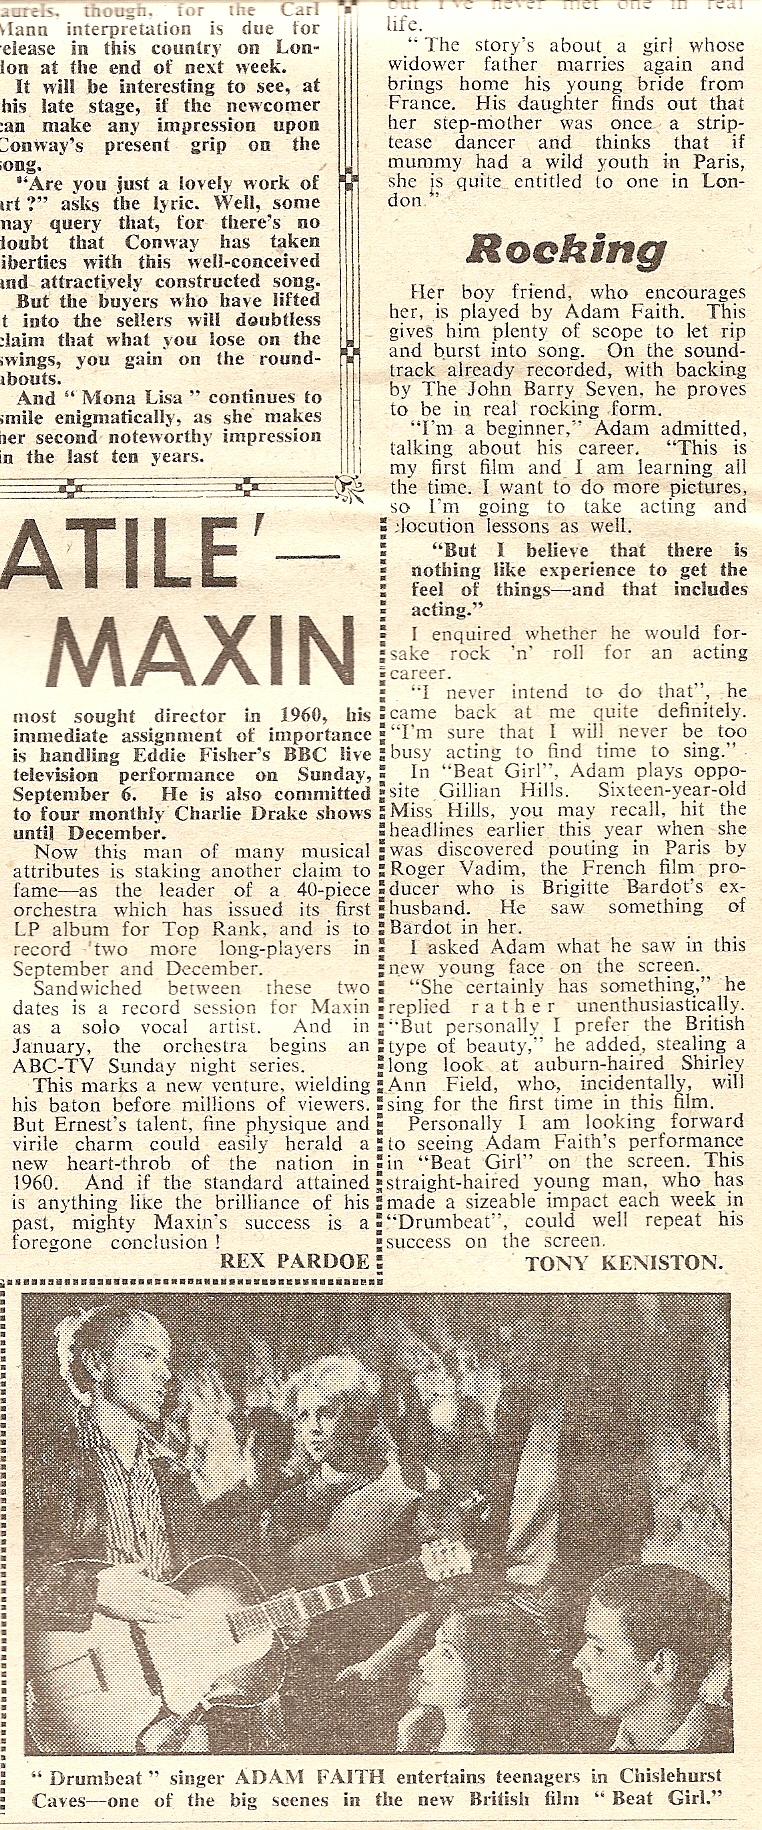 aurels, though, for the Carl
Mann interpretation is due for
elease in this country on Lon-
don at the end of next week.
It will be interesting to see, at
his late stage, if the newcomer
can make any impression upon
Conway's present grip on the
song.
"Are you just a lovely work of
art?" asks the lyric. Well, some
may query that, for there's no
doubt that Conway has taken
liberties with this well-conceived
and attractively constructed song.
But the buyers who have lifted
t into the sellers will doubtless
claim that what you lose on the
swings, you gain on the round-
abouts.
And "Mona Lisa" continues to
smile enigmatically, as she makes
her second noteworthy impression
in the last ten years.
ATILE'—
MAXIN
most sought director in 1960, his
immediate assignment of importance
is handling Eddie Fisher's BBC live
television performance on Sunday,
September 6. He is also committed
to four monthly Charlie Drake shows
until December.
Now this man of many musical
attributes is staking another claim to
fame—as the leader of a 40-piece
orchestra which has issued its first
LP album for Top Rank, and is to
record two more long-players in
September and December.
Sandwiched between these two
dates is a record session for Maxin
as a solo vocal artist. And in
January, the orchestra begins an
ABC-TV Sunday night series.
This marks a new venture, wielding
his baton before millions of viewers.
But Ernest's talent, fine physique and
virile charm could easily herald a
new heart-throb of the nation in
1960. And if the standard attained
is anything like the brilliance of his
past, mighty Maxin's success is a
foregone conclusion!
REX PARDOE
but I've never met one in real
life.
"The story's about a girl whose
widower father marries again and
brings home his young bride from
France. His daughter finds out that
her step-mother was once a strip-
tease dancer and thinks that if
mummy had a wild youth in Paris,
she is quite entitled to one in Lon-
don."
Rocking
Her boy friend, who encourages
her, is played by Adam Faith. This
gives him plenty of scope to let rip
and burst into song. On the sound-
track already recorded, with backing
by The John Barry Seven, he proves
to be in real rocking form.
"I'm a beginner," Adam admitted,
talking about his career. "This is
my first film and I am learning all
the time. I want to do more pictures,
so I'm going to take acting and
elocution lessons as well.
"But I believe that there is
nothing like experience to get the
feel of things—and that includes
acting."
I enquired whether he would for-
sake rock 'n' roll for an acting
career.
"I never intend to do that", he
came back at me quite definitely.
"I'm sure that I will never be too
busy acting to find time to sing."
In "Beat Girl", Adam plays oppo-
site Gillian Hills. Sixteen-year-old
Miss Hills, you may recall, hit the
headlines earlier this year when she
was discovered pouting in Paris by
Roger Vadim, the French film pro-
ducer who is Brigitte Bardot's ex-
husband. He saw something of
Bardot in her.
I asked Adam what he saw in this
new young face on the screen.
"She certainly has something," he
replied rather unenthusiastically.
"But personally I prefer the British
type of beauty," he added, stealing a
long look at auburn-haired Shirley
Ann Field, who, incidentally, will
sing for the first time in this film.
Personally I am looking forward
to seeing Adam Faith's performance
in "Beat Girl" on the screen. This
straight-haired young man, who has
made a sizeable impact each week in
"Drumbeat", could well repeat his
success on the screen.
TONY KENISTON.
"Drumbeat" singer ADAM FAITH entertains teenagers in Chislehurst
Caves—one of the big scenes in the new British film "Beat Girl."